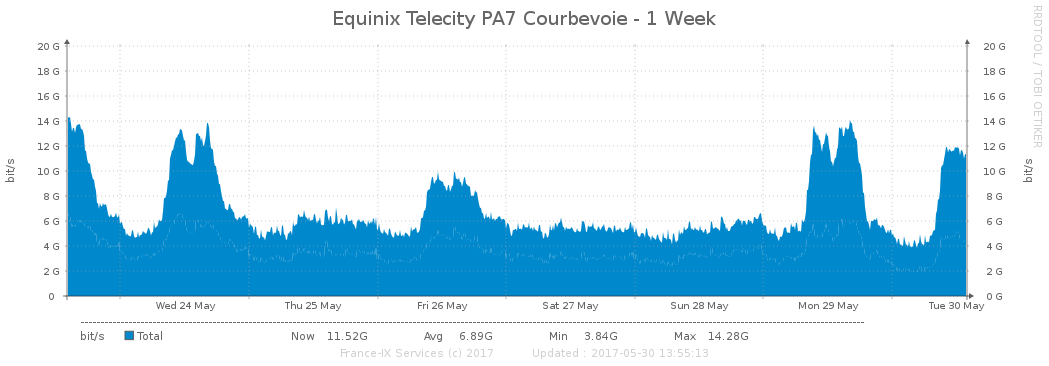 Equinix Telecity PA7 Courbevoie - 1 Week
RRDTOOL / TOBI OETIKER
20 G 20 G
18 G 18 G
16 G 16 G
14 G 14 G
12 G 12 G
10 G 10 G
8 G 8 G
6 G 6 G
4 G 4 G
2 G 2 G
0 0 G
bit/s
bit/s
Wed 24 May Thu 25 May Fri 26 May Sat 27 May Sun 28 May Mon 29 May Tue 30 May
bit/s Total Now 11.52G Avg 6.89G Min 3.84G Max 14.28G
France-IX Services (c) 2017 Updated : 2017-05-30 13:55:13